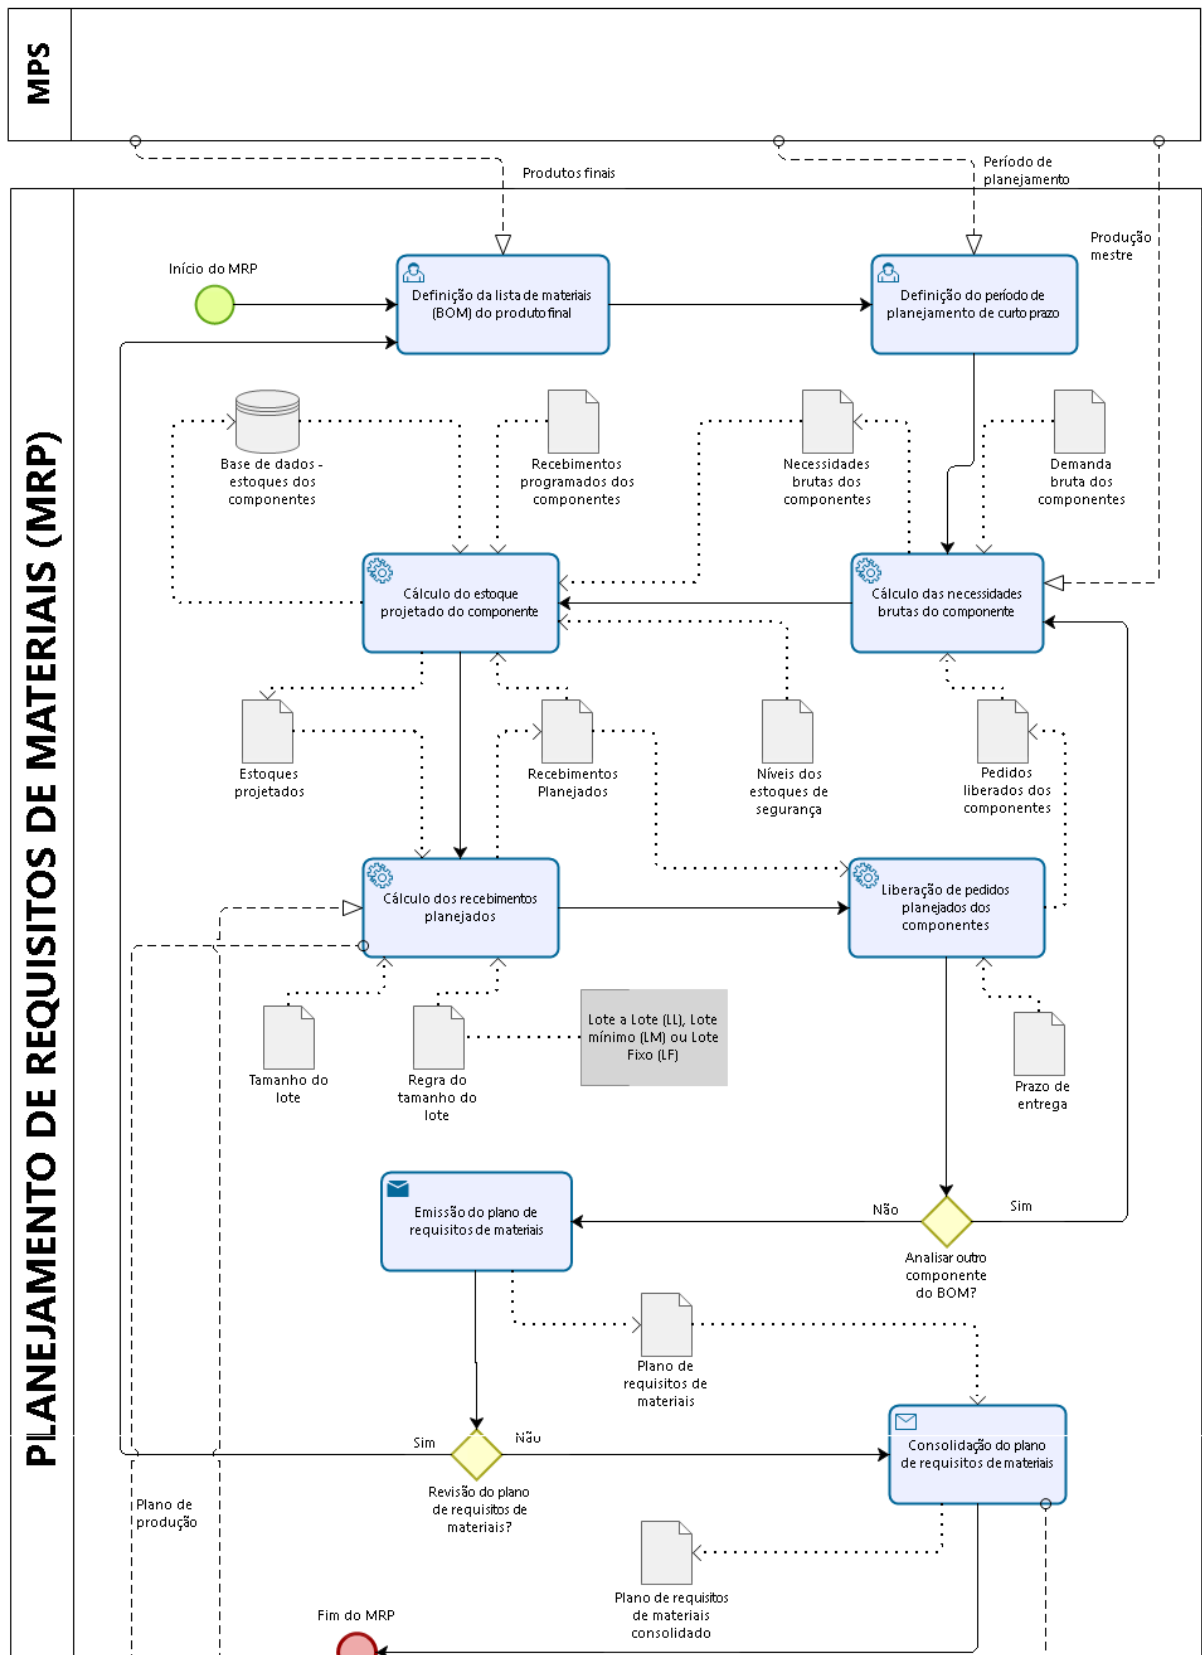 MPS
Produtos finais
Período de
planejamento
Produção
mestre
PLANEJAMENTO DE REQUISITOS DE MATERIAIS (MRP)
Início do MRP
Definição da lista de materiais
(BOM) do produto final
Definição do período de
planejamento de curto prazo
Base de dados -
estoques dos
componentes
Recebimentos
programados dos
componentes
Necessidades
brutas dos
componentes
Demanda
bruta dos
componentes
Cálculo do estoque
projetado do componente
Cálculo das necessidades
brutas do componente
Estoques
projetados
Recebimentos
Planejados
Níveis dos
estoques de
segurança
Pedidos
liberados dos
componentes
Cálculo dos recebimentos
planejados
Liberação de pedidos
planejados dos
componentes
Tamanho do
lote
Regra do
tamanho do
lote
Lote a Lote (LL), Lote
mínimo (LM) ou Lote
Fixo (LF)
Prazo de
entrega
Emissão do plano de
requisitos de materiais
Não
Sim
Analisar outro
componente
do BOM?
Plano de
requisitos de
materiais
Sim
Não
Revisão do plano
de requisitos de
materiais?
Consolidação do plano
de requisitos de materiais
Plano de
produção
Plano de requisitos
de materiais
consolidado
Fim do MRP